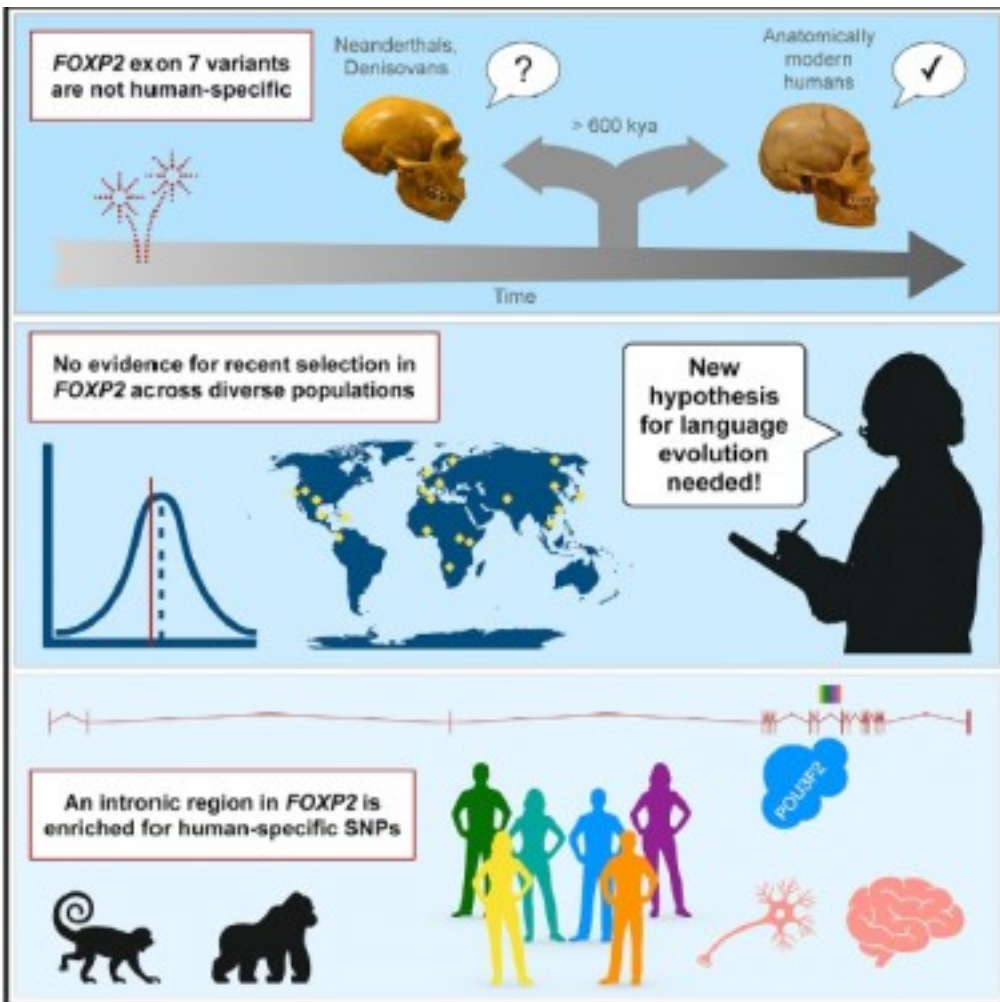 FOXP2 exon 7 variants
are not human-specific
Neanderthals,
Denisovans
?
> 600 kya
Anatomically
modern
humans
✓
Time
No evidence for recent selection in
FOXP2 across diverse populations
New
hypothesis
for language
evolution
needed!
An intronic region in FOXP2 is
enriched for human-specific SNPs
POU3F2